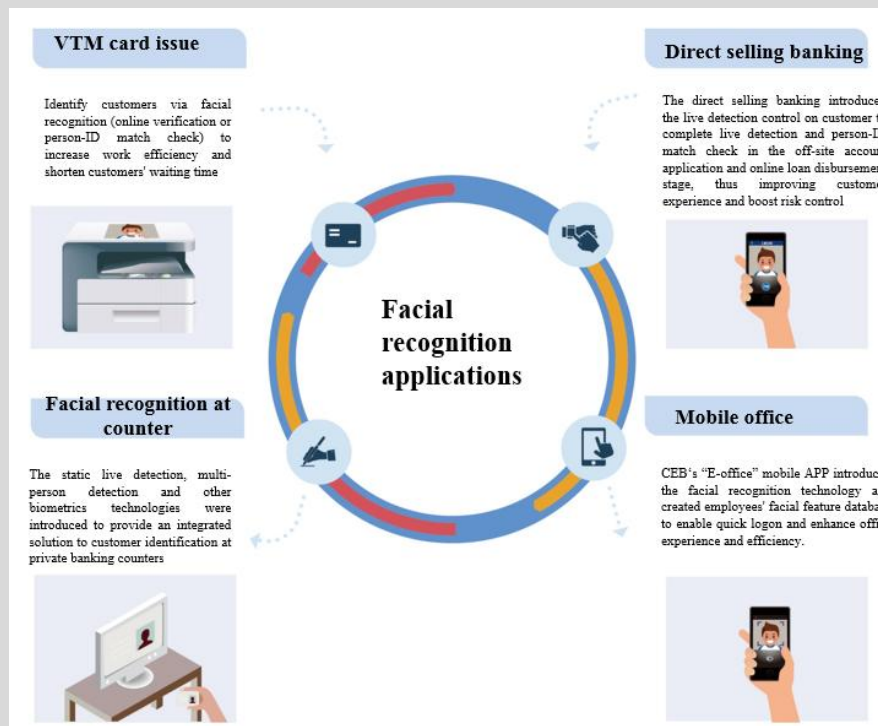 VTM card issue
Identify customers via facial
recognition (online verification or
person-ID match check) to
increase work efficiency and
shorten customers' waiting time
Direct selling banking
The direct selling banking introduce
the live detection control on customer t
complete live detection and person-I
match check in the off-site accoun
application and online loan disbursemen
stage, thus improving custome
experience and boost risk control
Facial
recognition
applications
Facial recognition at
counter
The static live detection, multi-
person detection and other
biometrics technologies were
introduced to provide an integrated
solution to customer identification at
private banking counters
Mobile office
CEB's “E-office” mobile APP introduc
the facial recognition technology a
created employees' facial feature databa
to enable quick logon and enhance offi
experience and efficiency.